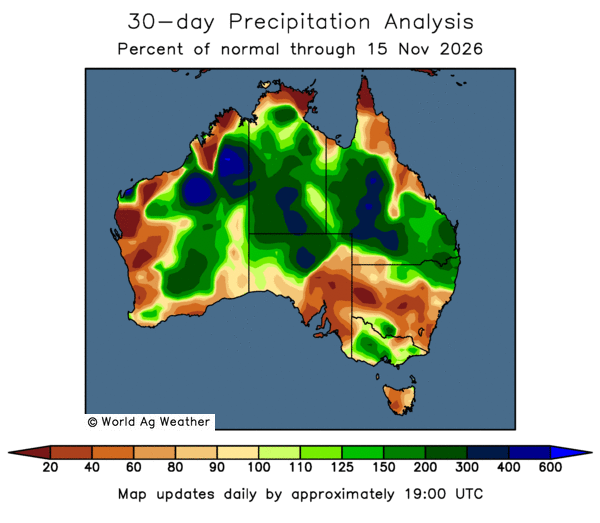 30-day Precipitation Analysis
Percent of normal through 15 Nov 2026
© World Ag Weather
20 40 60 80 90 100 110 125 150 200 300 400 600
Map updates daily by approximately 19:00 UTC